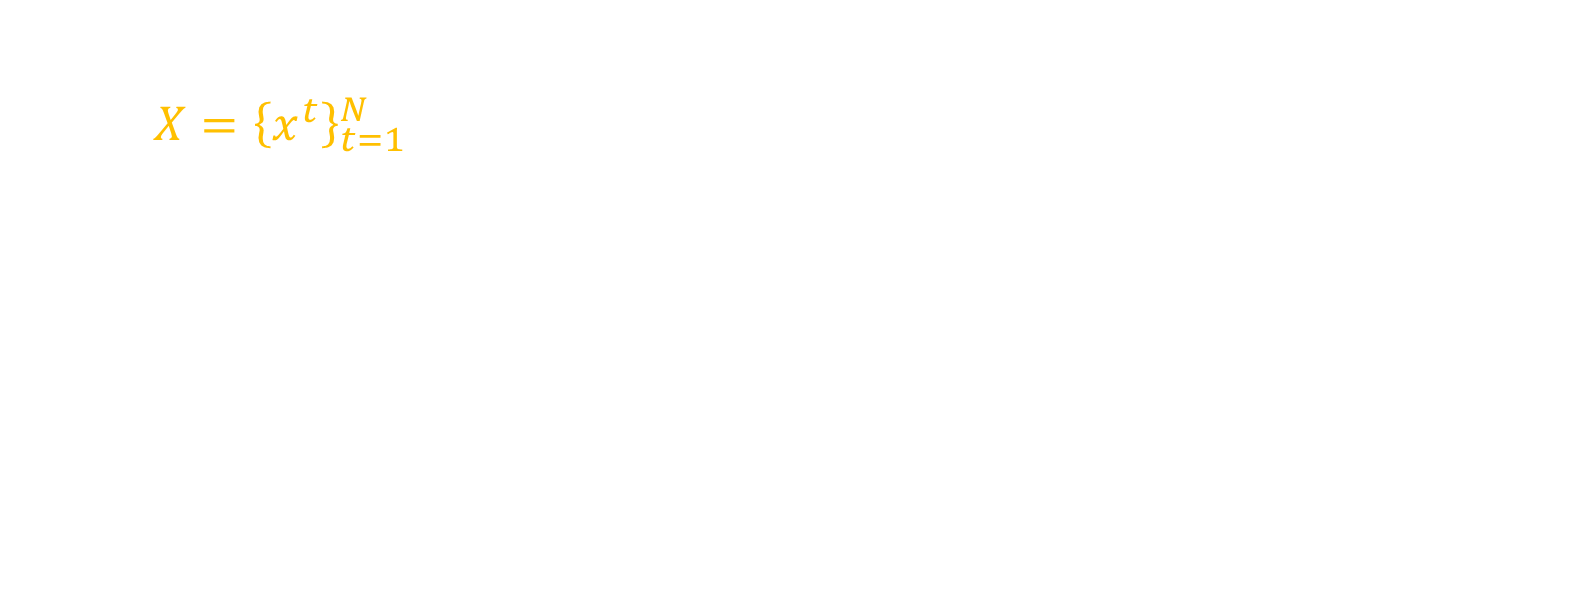 $X = \{x^t\}_{t=1}^{N}$